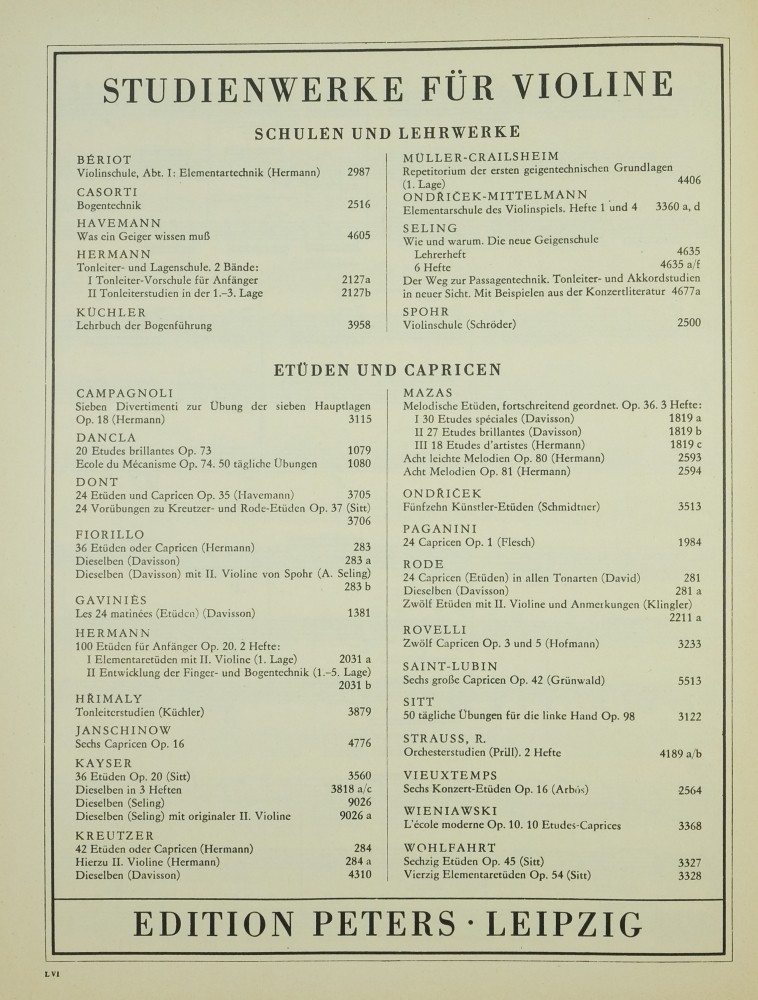 STUDIENWERKE FÜR VIOLINE
SCHULEN UND LEHRWERKE
BÉRIOT
Violinschule, Abt. I: Elementartechnik (Hermann) 2987
CASORTI
Bogentechnik 2516
HAVEMANN
Was ein Geiger wissen muß 4605
HERMANN
Tonleiter- und Lagenschule. 2 Bände:
I Tonleiter-Vorschule für Anfänger 2127a
II Tonleiterstudien in der 1.–3. Lage 2127b
KÜCHLER
Lehrbuch der Bogenführung 3958
MÜLLER-CRAILSHEIM
Repetitorium der ersten geigentechnischen Grundlagen
(1. Lage) 4406
ONDŘIČEK-MITTELMANN
Elementarschule des Violinspiels. Hefte 1 und 4 3360 a, d
SELING
Wie und warum. Die neue Geigenschule
Lehrerheft 4635
6 Hefte 4635 a/f
Der Weg zur Passagentechnik. Tonleiter- und Akkordstudien
in neuer Sicht. Mit Beispielen aus der Konzertliteratur 4677a
SPOHR
Violinschule (Schröder) 2500
ETÜDEN UND CAPRICEN
CAMPAGNOLI
Sieben Divertimenti zur Übung der sieben Hauptlagen
Op. 18 (Hermann) 3115
DANCLA
20 Etudes brillantes Op. 73 1079
Ecole du Mécanisme Op. 74. 50 tägliche Übungen 1080
DONT
24 Etüden und Capricen Op. 35 (Havemann) 3705
24 Vorübungen zu Kreutzer- und Rode-Etüden Op. 37 (Sitt)
3706
FIORILLO
36 Etüden oder Capricen (Hermann) 283
Dieselben (Davisson) 283 a
Dieselben (Davisson) mit II. Violine von Spohr (A. Seling)
283 b
GAVINIÈS
Les 24 matinées (Etüden) (Davisson) 1381
HERMANN
100 Etüden für Anfänger Op. 20. 2 Hefte:
I Elementaretüden mit II. Violine (1. Lage) 2031 a
II Entwicklung der Finger- und Bogentechnik (1.–5. Lage)
2031 b
HŘIMALY
Tonleiterstudien (Küchler) 3879
JANSCHINOW
Sechs Capricen Op. 16 4776
KAYSER
36 Etüden Op. 20 (Sitt) 3560
Dieselben in 3 Heften 3818 a/c
Dieselben (Seling) 9026
Dieselben (Seling) mit originaler II. Violine 9026 a
KREUTZER
42 Etüden oder Capricen (Hermann) 284
Hierzu II. Violine (Hermann) 284 a
Dieselben (Davisson) 4310
MAZAS
Melodische Etüden, fortschreitend geordnet. Op. 36. 3 Hefte:
I 30 Etudes spéciales (Davisson) 1819 a
II 27 Etudes brillantes (Davisson) 1819 b
III 18 Etudes d'artistes (Hermann) 1819 c
Acht leichte Melodien Op. 80 (Hermann) 2593
Acht Melodien Op. 81 (Hermann) 2594
ONDŘIČEK
Fünfzehn Künstler-Etüden (Schmidtner) 3513
PAGANINI
24 Capricen Op. 1 (Flesch) 1984
RODE
24 Capricen (Etüden) in allen Tonarten (David) 281
Dieselben (Davisson) 281 a
Zwölf Etüden mit II. Violine und Anmerkungen (Klingler)
2211 a
ROVELLI
Zwölf Capricen Op. 3 und 5 (Hofmann) 3233
SAINT-LUBIN
Sechs große Capricen Op. 42 (Grünwald) 5513
SITT
50 tägliche Übungen für die linke Hand Op. 98 3122
STRAUSS, R.
Orchesterstudien (Prill). 2 Hefte 4189 a/b
VIEUXTEMPS
Sechs Konzert-Etüden Op. 16 (Arbós) 2564
WIENIAWSKI
L'école moderne Op. 10. 10 Etudes-Caprices 3368
WOHLFAHRT
Sechzig Etüden Op. 45 (Sitt) 3327
Vierzig Elementaretüden Op. 54 (Sitt) 3328
EDITION PETERS · LEIPZIG
LVI